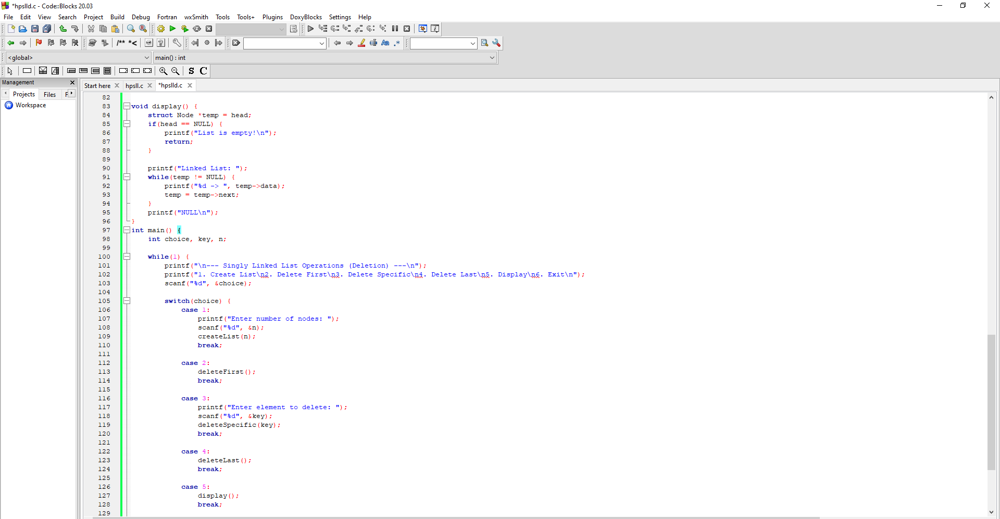 *hpslld.c - Code::Blocks 20.03
File Edit View Search Project Build Debug Fortran wxSmith Tools Tools+ Plugins DoxyBlocks Settings Help
/** *<
Aa .*
<global> main() : int
S C
Management
Projects Files
Workspace
Start here hpsll.c *hpslld.c
82
83 void display() {
84 struct Node *temp = head;
85 if(head == NULL) {
86 printf("List is empty!\n");
87 return;
88 }
89
90 printf("Linked List: ");
91 while(temp != NULL) {
92 printf("%d -> ", temp->data);
93 temp = temp->next;
94 }
95 printf("NULL\n");
96 }
97 int main() {
98 int choice, key, n;
99
100 while(1) {
101 printf("\n--- Singly Linked List Operations (Deletion) ---\n");
102 printf("1. Create List\n2. Delete First\n3. Delete Specific\n4. Delete Last\n5. Display\n6. Exit\n");
103 scanf("%d", &choice);
104
105 switch(choice) {
106 case 1:
107 printf("Enter number of nodes: ");
108 scanf("%d", &n);
109 createList(n);
110 break;
111
112 case 2:
113 deleteFirst();
114 break;
115
116 case 3:
117 printf("Enter element to delete: ");
118 scanf("%d", &key);
119 deleteSpecific(key);
120 break;
121
122 case 4:
123 deleteLast();
124 break;
125
126 case 5:
127 display();
128 break;
129